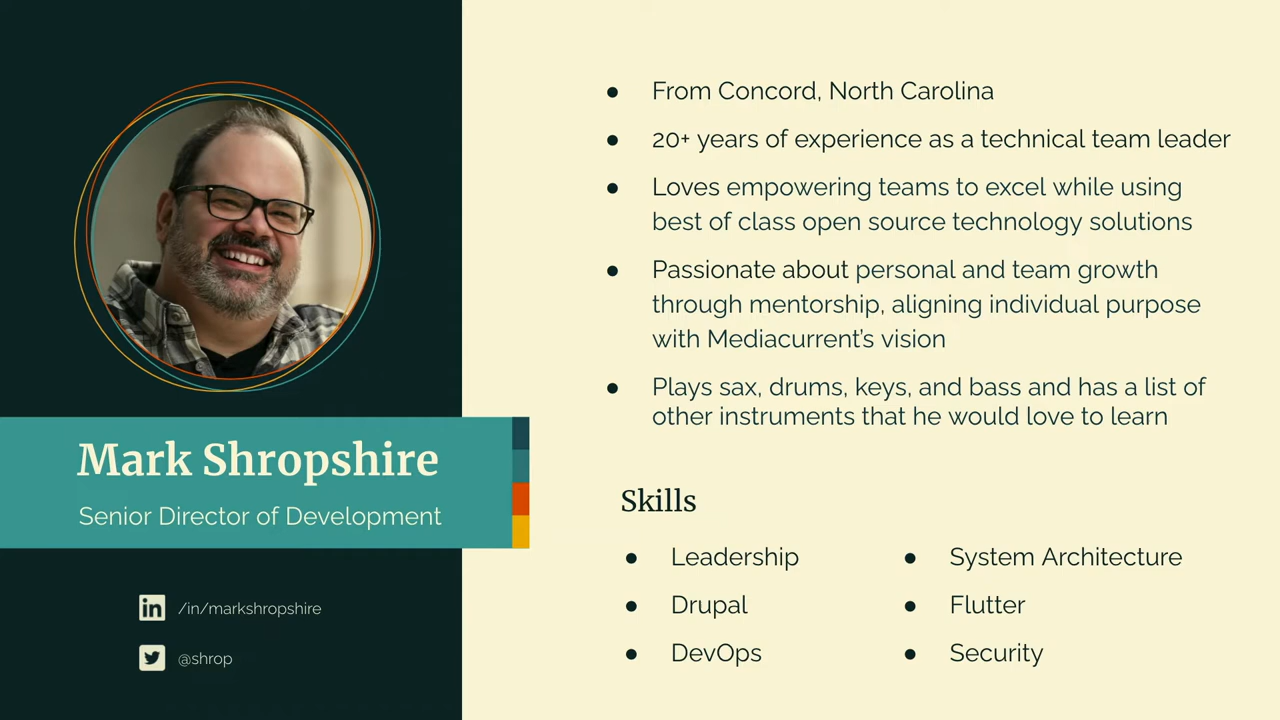 Mark Shropshire
Senior Director of Development
in /in/markshropshire
@shrop
● From Concord, North Carolina
● 20+ years of experience as a technical team leader
● Loves empowering teams to excel while using
best of class open source technology solutions
● Passionate about personal and team growth
through mentorship, aligning individual purpose
with Mediacurrent’s vision
● Plays sax, drums, keys, and bass and has a list of
other instruments that he would love to learn
Skills
● Leadership
● Drupal
● DevOps
● System Architecture
● Flutter
● Security